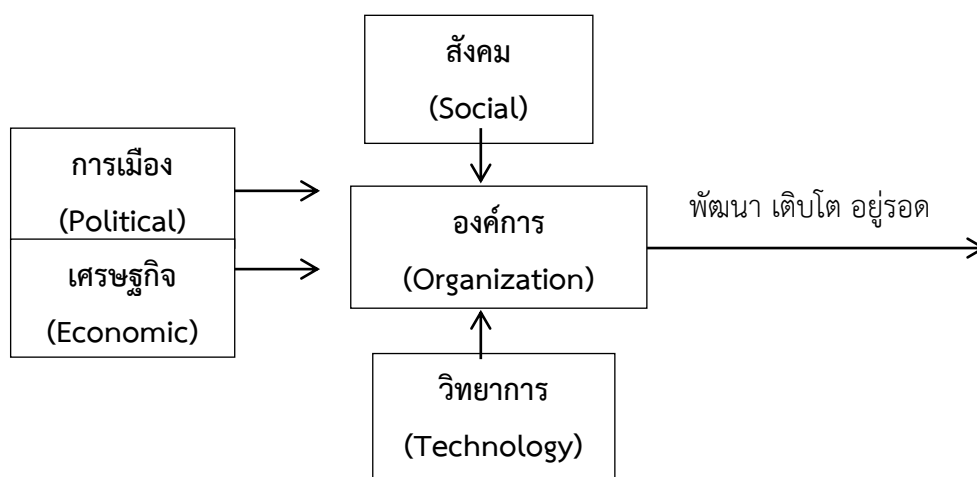 สังคม
(Social)
การเมือง
(Political)
เศรษฐกิจ
(Economic)
องค์การ
(Organization)
พัฒนา เติบโต อยู่รอด
วิทยาการ
(Technology)